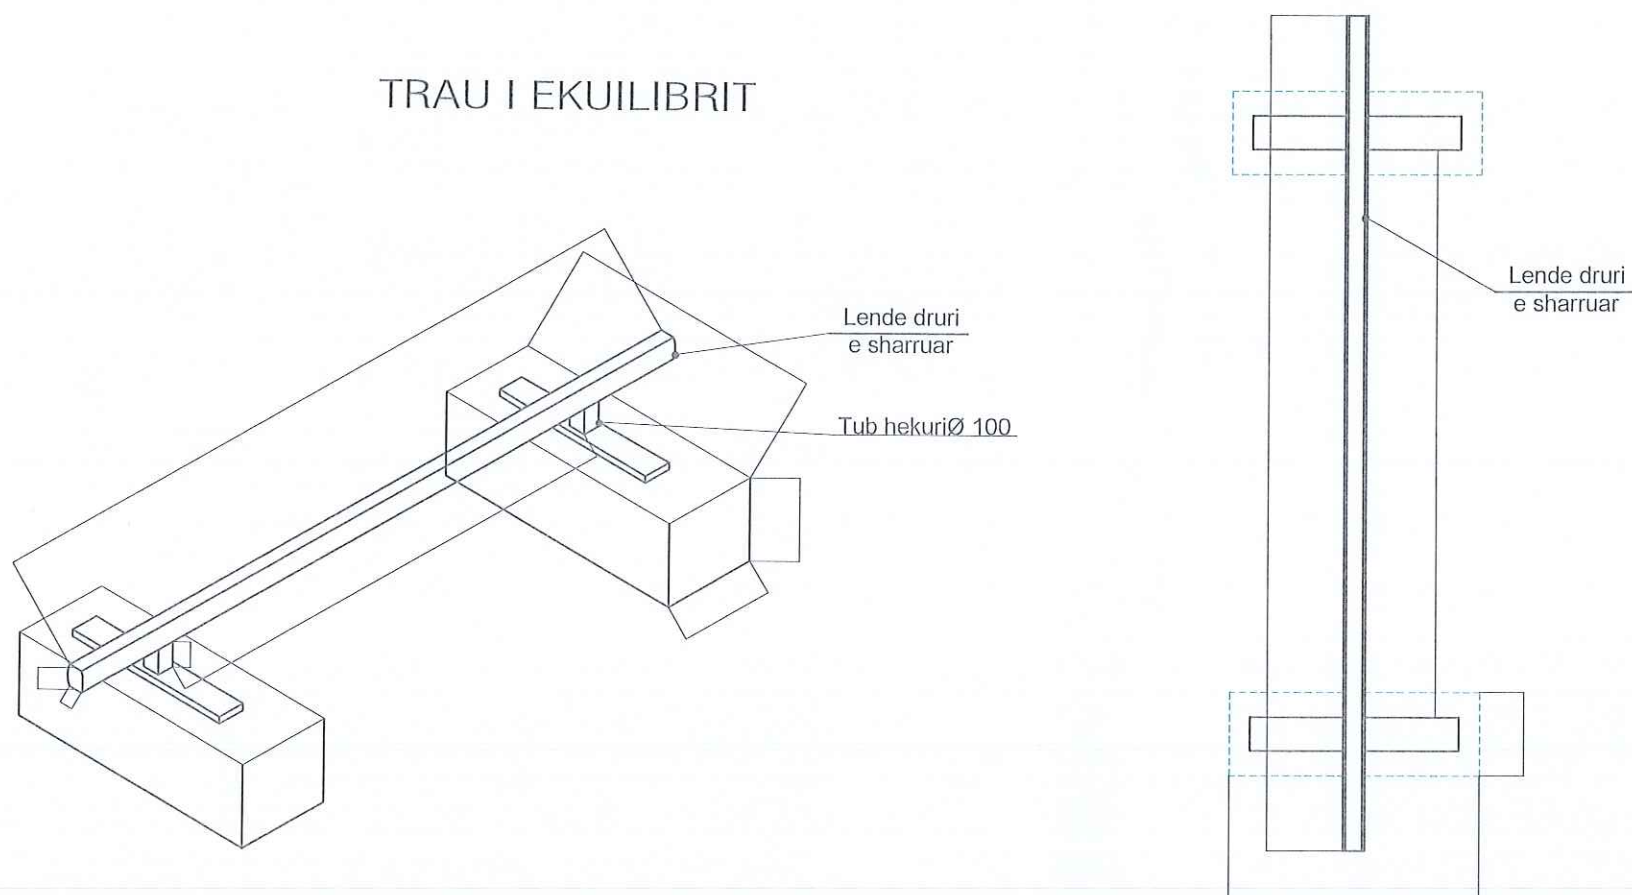 TRAU I EKUILIBRIT
Lende druri
e sharruar
Tub hekuriØ 100
Lende druri
e sharruar